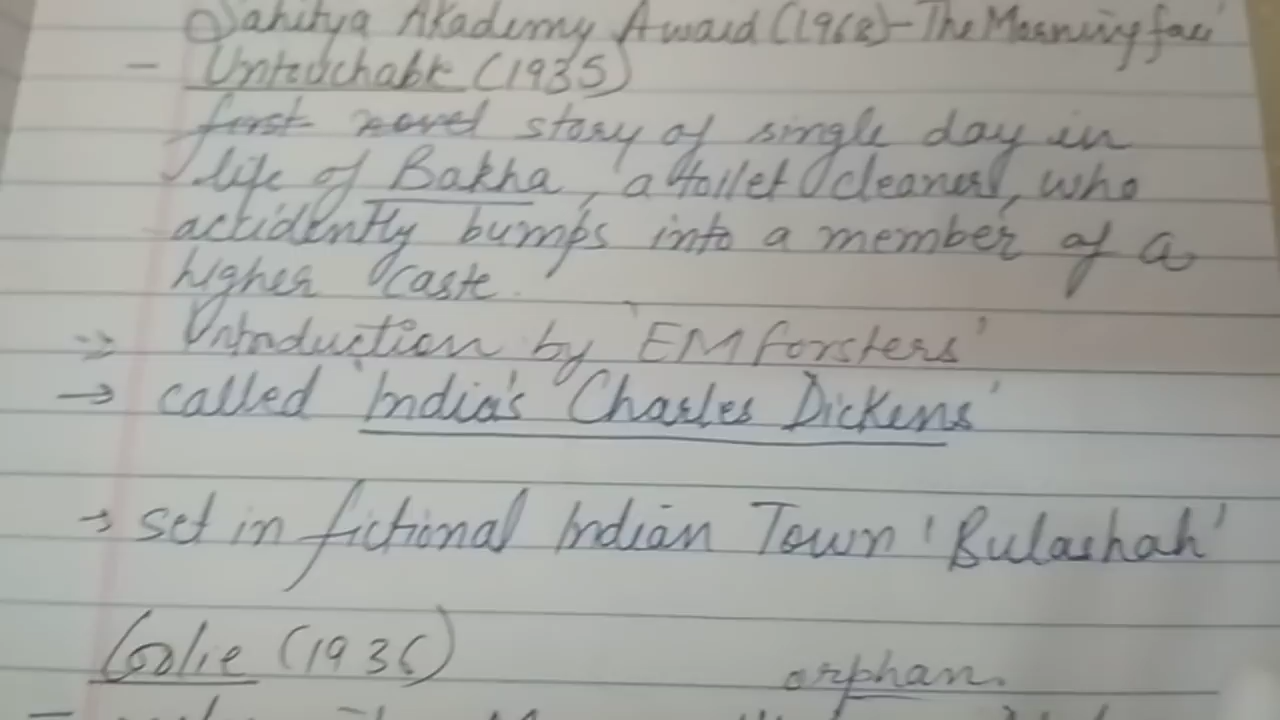 Sahitya Akademy Award (1968) - The Morning face
- Untouchable (1935)
first novel story of single day in
life of Bakha, a toilet cleaner, who
accidently bumps into a member of a
higher caste.
Introduction by 'EM Forsters'
→ called 'India's Charles Dickens'
→ set in fictional Indian Town 'Bulashah'
Coolie (1936)
orphan.